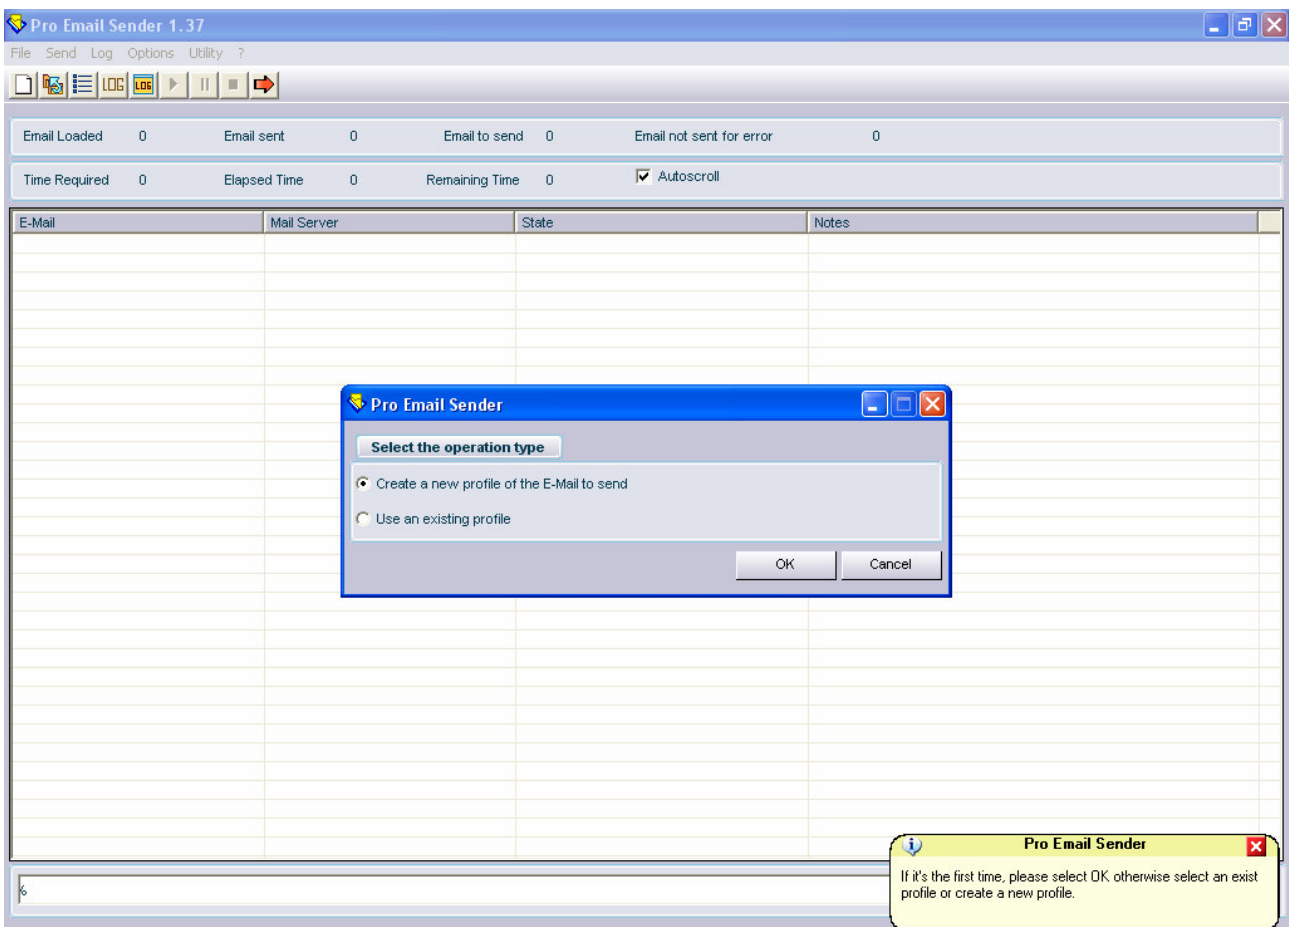 Pro Email Sender 1.37
File Send Log Options Utility ?
LOG LOG
Email Loaded 0 Email sent 0 Email to send 0 Email not sent for error 0
Time Required 0 Elapsed Time 0 Remaining Time 0 Autoscroll
E-Mail Mail Server State Notes
Pro Email Sender
Select the operation type
Create a new profile of the E-Mail to send
Use an existing profile
OK Cancel
Pro Email Sender
If it's the first time, please select OK otherwise select an exist
profile or create a new profile.
%